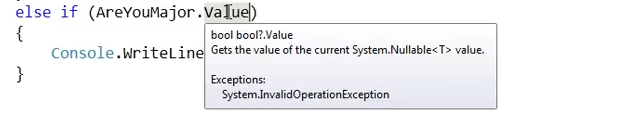 else if (AreYouMajor.Value)
bool bool?.Value
{
Gets the value of the current System.Nullable<T> value.
Console.WriteLine
Exceptions:
}
System.InvalidOperationException